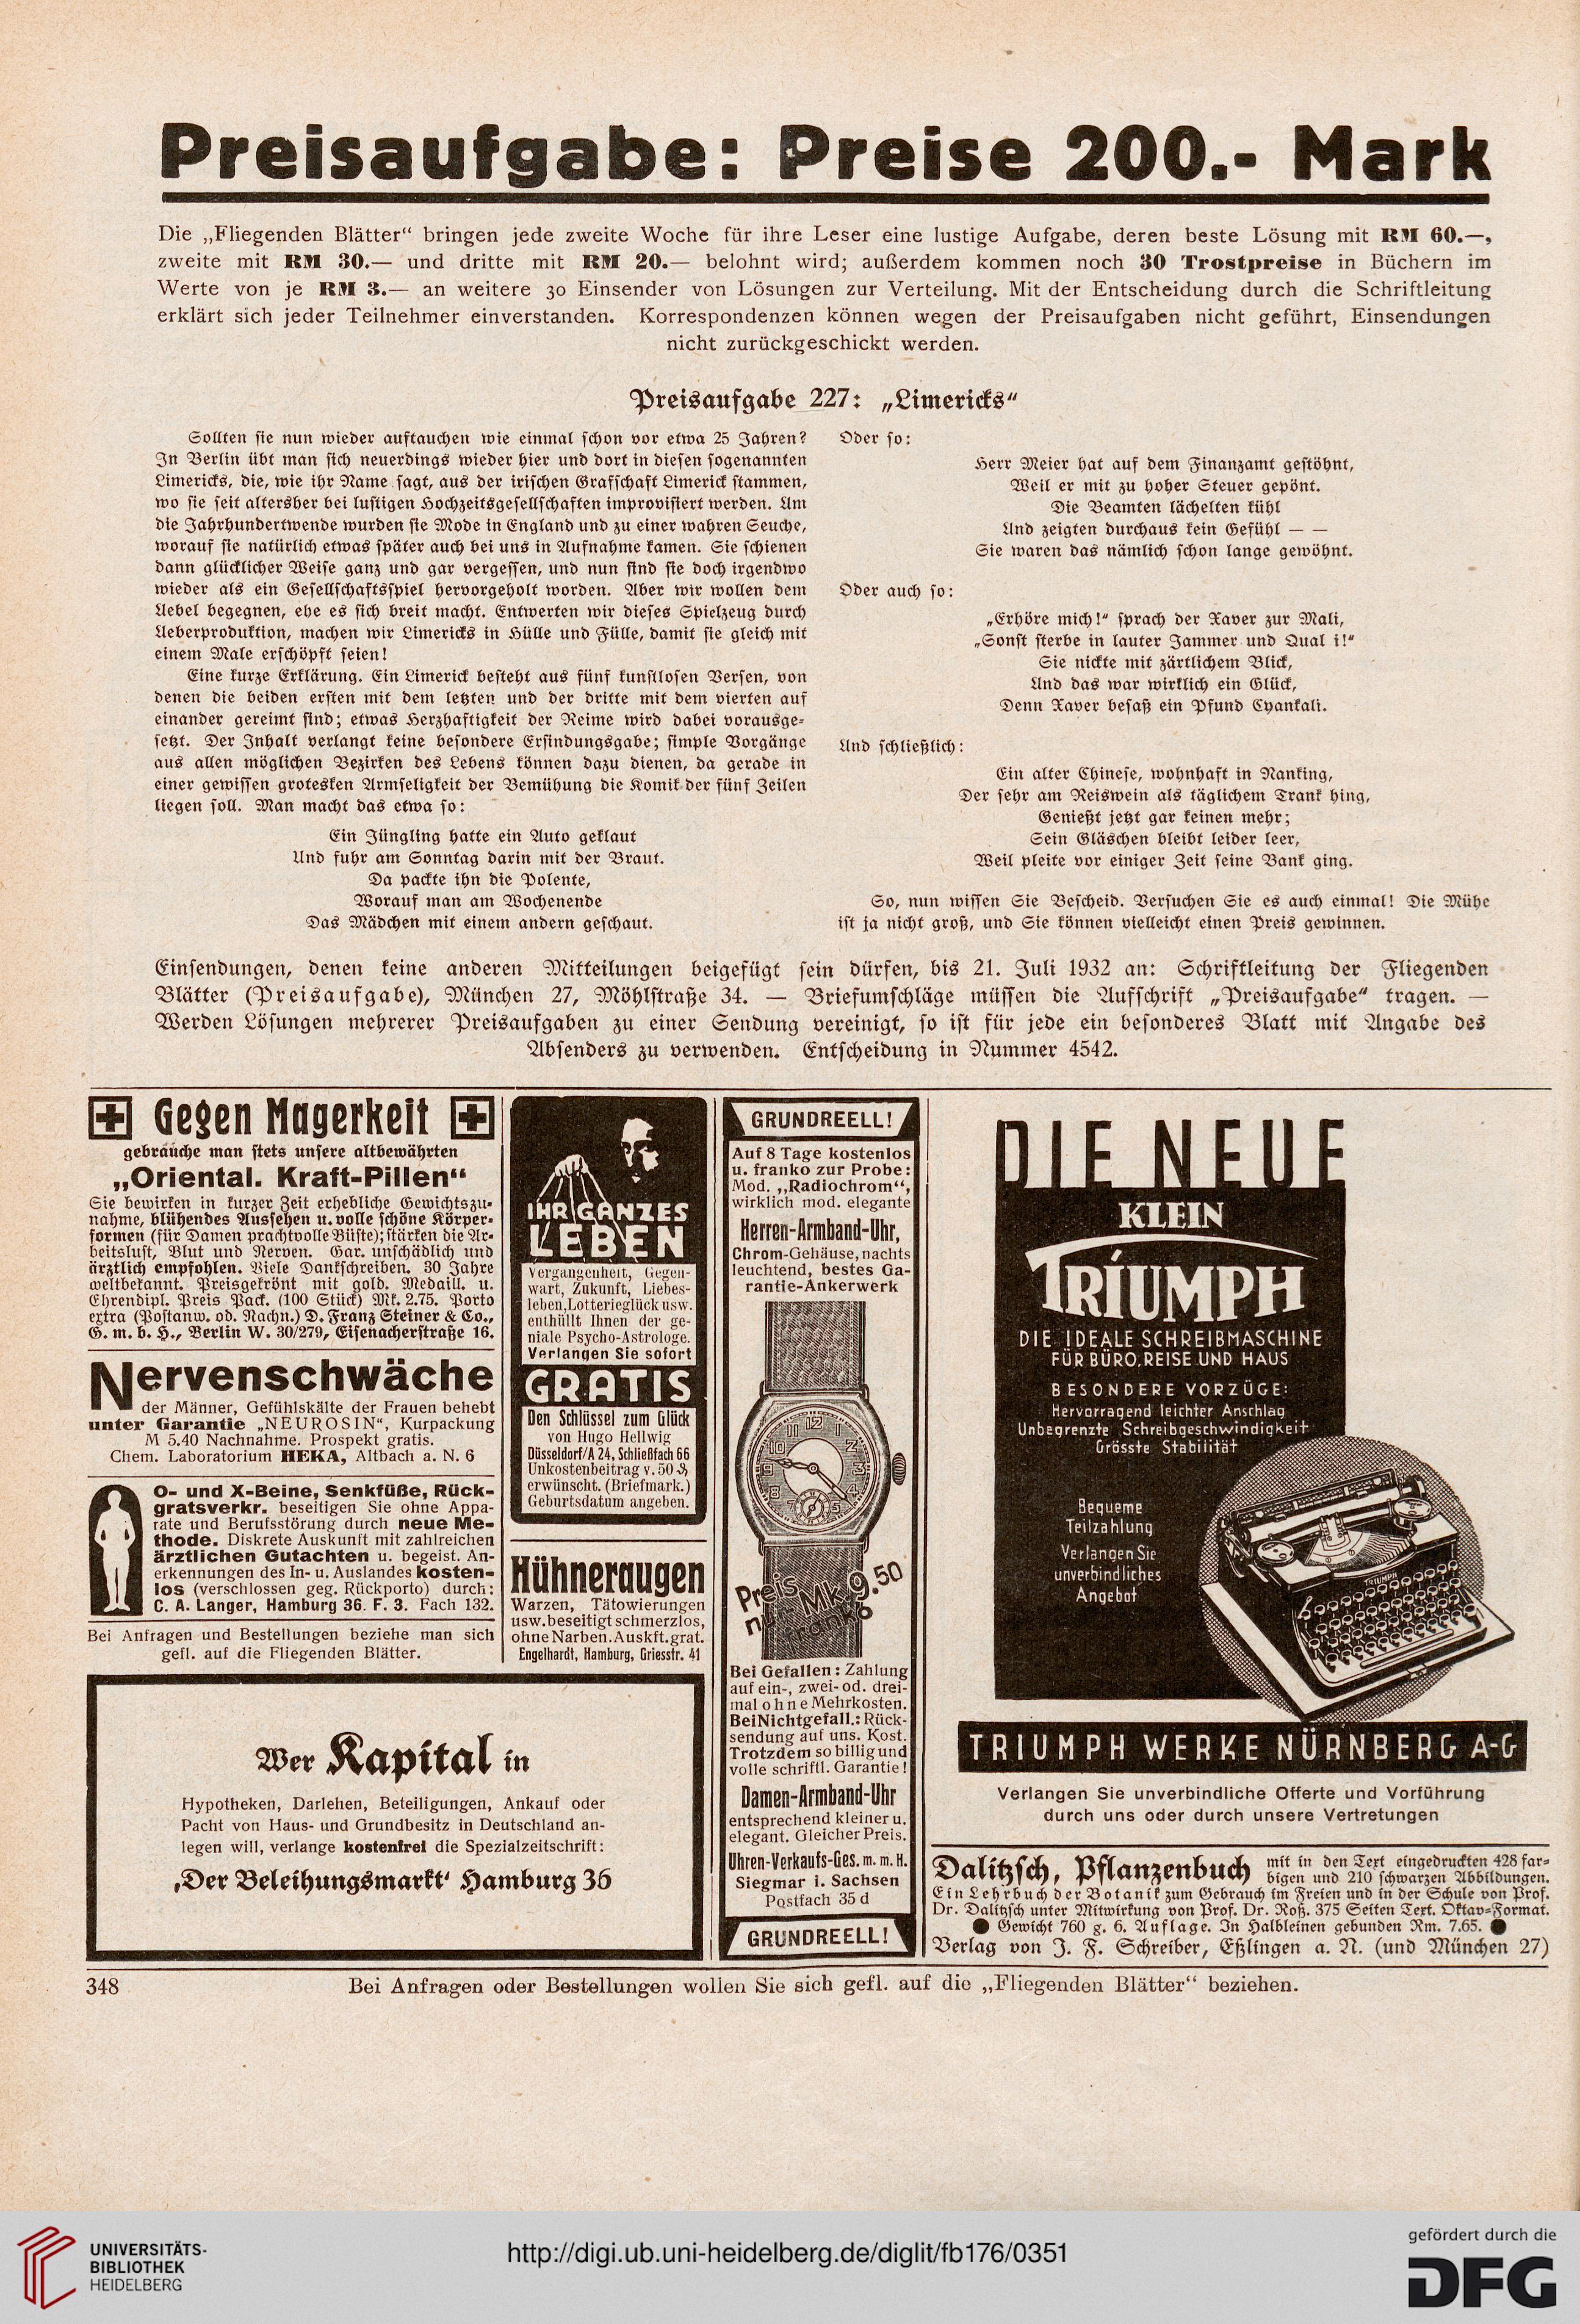 Preisaufgabe: Preise 200.- Mark
Die „Fliegenden Blätter“ bringen jede zweite Woche für ihre Leser eine lustige Aufgabe, deren beste Lösung mit RM 60.—,
zweite mit RM 30.— und dritte mit RM 20.— belohnt wird; außerdem kommen noch 30 Trostpreise in Büchern im
Werte von je RM 3.— an weitere 30 Einsender von Lösungen zur Verteilung. Mit der Entscheidung durch die Schriftleitung
erklärt sich jeder Teilnehmer einverstanden. Korrespondenzen können wegen der Preisaufgaben nicht geführt, Einsendungen
nicht zurückgeschickt werden.
Preisaufgabe 227: „Limericks“
Sollten sie nun wieder auftauchen wie einmal schon vor etwa 25 Jahren?
In Berlin übt man sich neuerdings wieder hier und dort in diesen sogenannten
Limericks, die, wie ihr Name sagt, aus der irischen Grafschaft Limerick stammen,
wo sie seit altersher bei lustigen Hochzeitsgesellschaften improvisiert werden. Um
die Jahrhundertwende wurden sie Mode in England und zu einer wahren Seuche,
worauf sie natürlich etwas später auch bei uns in Aufnahme kamen. Sie schienen
dann glücklicher Weise ganz und gar vergessen, und nun sind sie doch irgendwo
wieder als ein Gesellschaftsspiel hervorgeholt worden. Aber wir wollen dem
Uebel begegnen, ehe es sich breit macht. Entwerten wir dieses Spielzeug durch
Ueberproduktion, machen wir Limericks in Hülle und Fülle, damit sie gleich mit
einem Male erschöpft seien!
Eine kurze Erklärung. Ein Limerick besteht aus fünf kunstlosen Versen, von
denen die beiden ersten mit dem letzten und der dritte mit dem vierten auf
einander gereimt sind; etwas Herzhaftigkeit der Reime wird dabei vorausge-
setzt. Der Inhalt verlangt keine besondere Erfindungsgabe; simple Vorgänge
aus allen möglichen Bezirken des Lebens können dazu dienen, da gerade in
einer gewissen grotesken Armseligkeit der Bemühung die Komik der fünf Zeilen
liegen soll. Man macht das etwa so:
Ein Jüngling hatte ein Auto geklaut
Und fuhr am Sonntag darin mit der Braut.
Da packte ihn die Polente,
Worauf man am Wochenende
Das Mädchen mit einem andern geschaut.
Oder so:
Herr Meier hat auf dem Finanzamt gestöhnt,
Weil er mit zu hoher Steuer gepönt.
Die Beamten lächelten kühl
Und zeigten durchaus kein Gefühl — —
Sie waren das nämlich schon lange gewöhnt.
Oder auch so:
„Erhöre mich!“ sprach der Xaver zur Mali,
„Sonst sterbe in lauter Jammer und Qual i!“
Sie nickte mit zärtlichem Blick,
Und das war wirklich ein Glück,
Denn Xaver besaß ein Pfund Cyankali.
Und schließlich:
Ein alter Chinese, wohnhaft in Nanking,
Der sehr am Reiswein als täglichem Trank hing,
Genießt jetzt gar keinen mehr;
Sein Gläschen bleibt leider leer,
Weil pleite vor einiger Zeit seine Bank ging.
So, nun wissen Sie Bescheid. Versuchen Sie es auch einmal! Die Mühe
ist ja nicht groß, und Sie können vielleicht einen Preis gewinnen.
Einsendungen, denen keine anderen Mitteilungen beigefügt sein dürfen, bis 21. Juli 1932 an: Schriftleitung der Fliegenden
Blätter (Preisaufgabe), München 27, Möhlstraße 34. — Briefumschläge müssen die Aufschrift „Preisaufgabe“ tragen. —
Werden Lösungen mehrerer Preisaufgaben zu einer Sendung vereinigt, so ist für jede ein besonderes Blatt mit Angabe des
Absenders zu verwenden. Entscheidung in Nummer 4542.
Gegen Magerkeit
gebrauche man stets unsere altbewährten
„Oriental. Kraft-Pillen“
Sie bewirken in kurzer Zeit erhebliche Gewichtszu-
nahme, blühendes Aussehen u. volle schöne Körper-
formen (für Damen prachtvolle Büste); stärken die Ar-
beitslust, Blut und Nerven. Gar. unschädlich und
ärztlich empfohlen. Viele Dankschreiben. 30 Jahre
weltbekannt. Preisgekrönt mit gold. Medaill. u.
Ehrendipl. Preis Pack. (100 Stück) Mk. 2.75. Porto
extra (Postanw. od. Nachn.) D. Franz Steiner & Co.,
G. m. b. H., Berlin W. 30/279, Eisenacherstraße 16.
Nervenschwäche
der Männer, Gefühlskälte der Frauen behebt
unter Garantie „NEUROSIN“, Kurpackung
M 5.40 Nachnahme. Prospekt gratis.
Chem. Laboratorium HEKA, Altbach a. N. 6
O- und X-Beine, Senkfüße, Rück-
gratsverkr. beseitigen Sie ohne Appa-
rate und Berufsstörung durch neue Me-
thode. Diskrete Auskunft mit zahlreichen
ärztlichen Gutachten u. begeist. An-
erkennungen des In- u. Auslandes kosten-
los (verschlossen geg. Rückporto) durch:
C. A. Langer, Hamburg 36. F. 3. Fach 132.
Bei Anfragen und Bestellungen beziehe man sich
gefl. auf die Fliegenden Blätter.
IHR GANZES
LEBEN
Vergangenheit, Gegen-
wart, Zukunft, Liebes-
leben, Lotterieglück usw.
enthüllt Ihnen der ge-
niale Psycho-Astrologe.
Verlangen Sie sofort
GRATIS
Den Schlüssel zum Glück
von Hugo Hellwig
Düsseldorf/A 24, Schließfach 66
Unkostenbeitrag v. 50 ₰
erwünscht. (Briefmark.)
Geburtsdatum angeben.
Hühneraugen
Warzen, Tätowierungen
usw. beseitigt schmerzlos,
ohne Narben. Auskft. grat.
Engelhardt, Hamburg, Griesstr. 41
Wer Kapital in
Hypotheken, Darlehen, Beteiligungen, Ankauf oder
Pacht von Haus- und Grundbesitz in Deutschland an-
legen will, verlange kostenfrei die Spezialzeitschrift:
‚Der Beleihungsmarkt‘ Hamburg 36
GRUNDREELL!
Auf 8 Tage kostenlos
u. franko zur Probe:
Mod. „Radiochrom“,
wirklich mod. elegante
Herren-Armband-Uhr,
Chrom-Gehäuse, nachts
leuchtend, bestes Ga-
rantie-Ankerwerk
11 12 1
10 2
9 3
8 4
7 5
Preis Mk. 9.50
nur franko
Bei Gefallen: Zahlung
auf ein-, zwei- od. drei-
mal ohne Mehrkosten.
Bei Nichtgefall.: Rück-
sendung auf uns. Kost.
Trotzdem so billig und
volle schriftl. Garantie!
Damen-Armband-Uhr
entsprechend kleiner u.
elegant. Gleicher Preis.
Uhren-Verkaufs-Ges. m. m. H.
Siegmar i. Sachsen
Postfach 35 d
GRUNDREELL!
DIE NEUE
KLEIN
TRIUMPH
DIE IDEALE SCHREIBMASCHINE
FÜR BÜRO, REISE UND HAUS
BESONDERE VORZÜGE:
Hervorragend leichter Anschlag
Unbegrenzte Schreibgeschwindigkeit
Grösste Stabilität
Bequeme
Teilzahlung
Verlangen Sie
unverbindliches
Angebot
TRIUMPH
TRIUMPH WERKE NÜRNBERG A-G
Verlangen Sie unverbindliche Offerte und Vorführung
durch uns oder durch unsere Vertretungen
Dalitzsch, Pflanzenbuch mit in den Text eingedruckten 428 far-
bigen und 210 schwarzen Abbildungen.
Ein Lehrbuch der Botanik zum Gebrauch im Freien und in der Schule von Prof.
Dr. Dalitzsch unter Mitwirkung von Prof. Dr. Roß. 375 Seiten Text. Oktav-Format.
● Gewicht 760 g. 6. Auflage. In Halbleinen gebunden Rm. 7.65. ●
Verlag von J. F. Schreiber, Eßlingen a. N. (und München 27)
348
Bei Anfragen oder Bestellungen wollen Sie sich gefl. auf die „Fliegenden Blätter“ beziehen.
UNIVERSITÄTS-
BIBLIOTHEK
HEIDELBERG
http://digi.ub.uni-heidelberg.de/diglit/fb176/0351
gefördert durch die
DFG